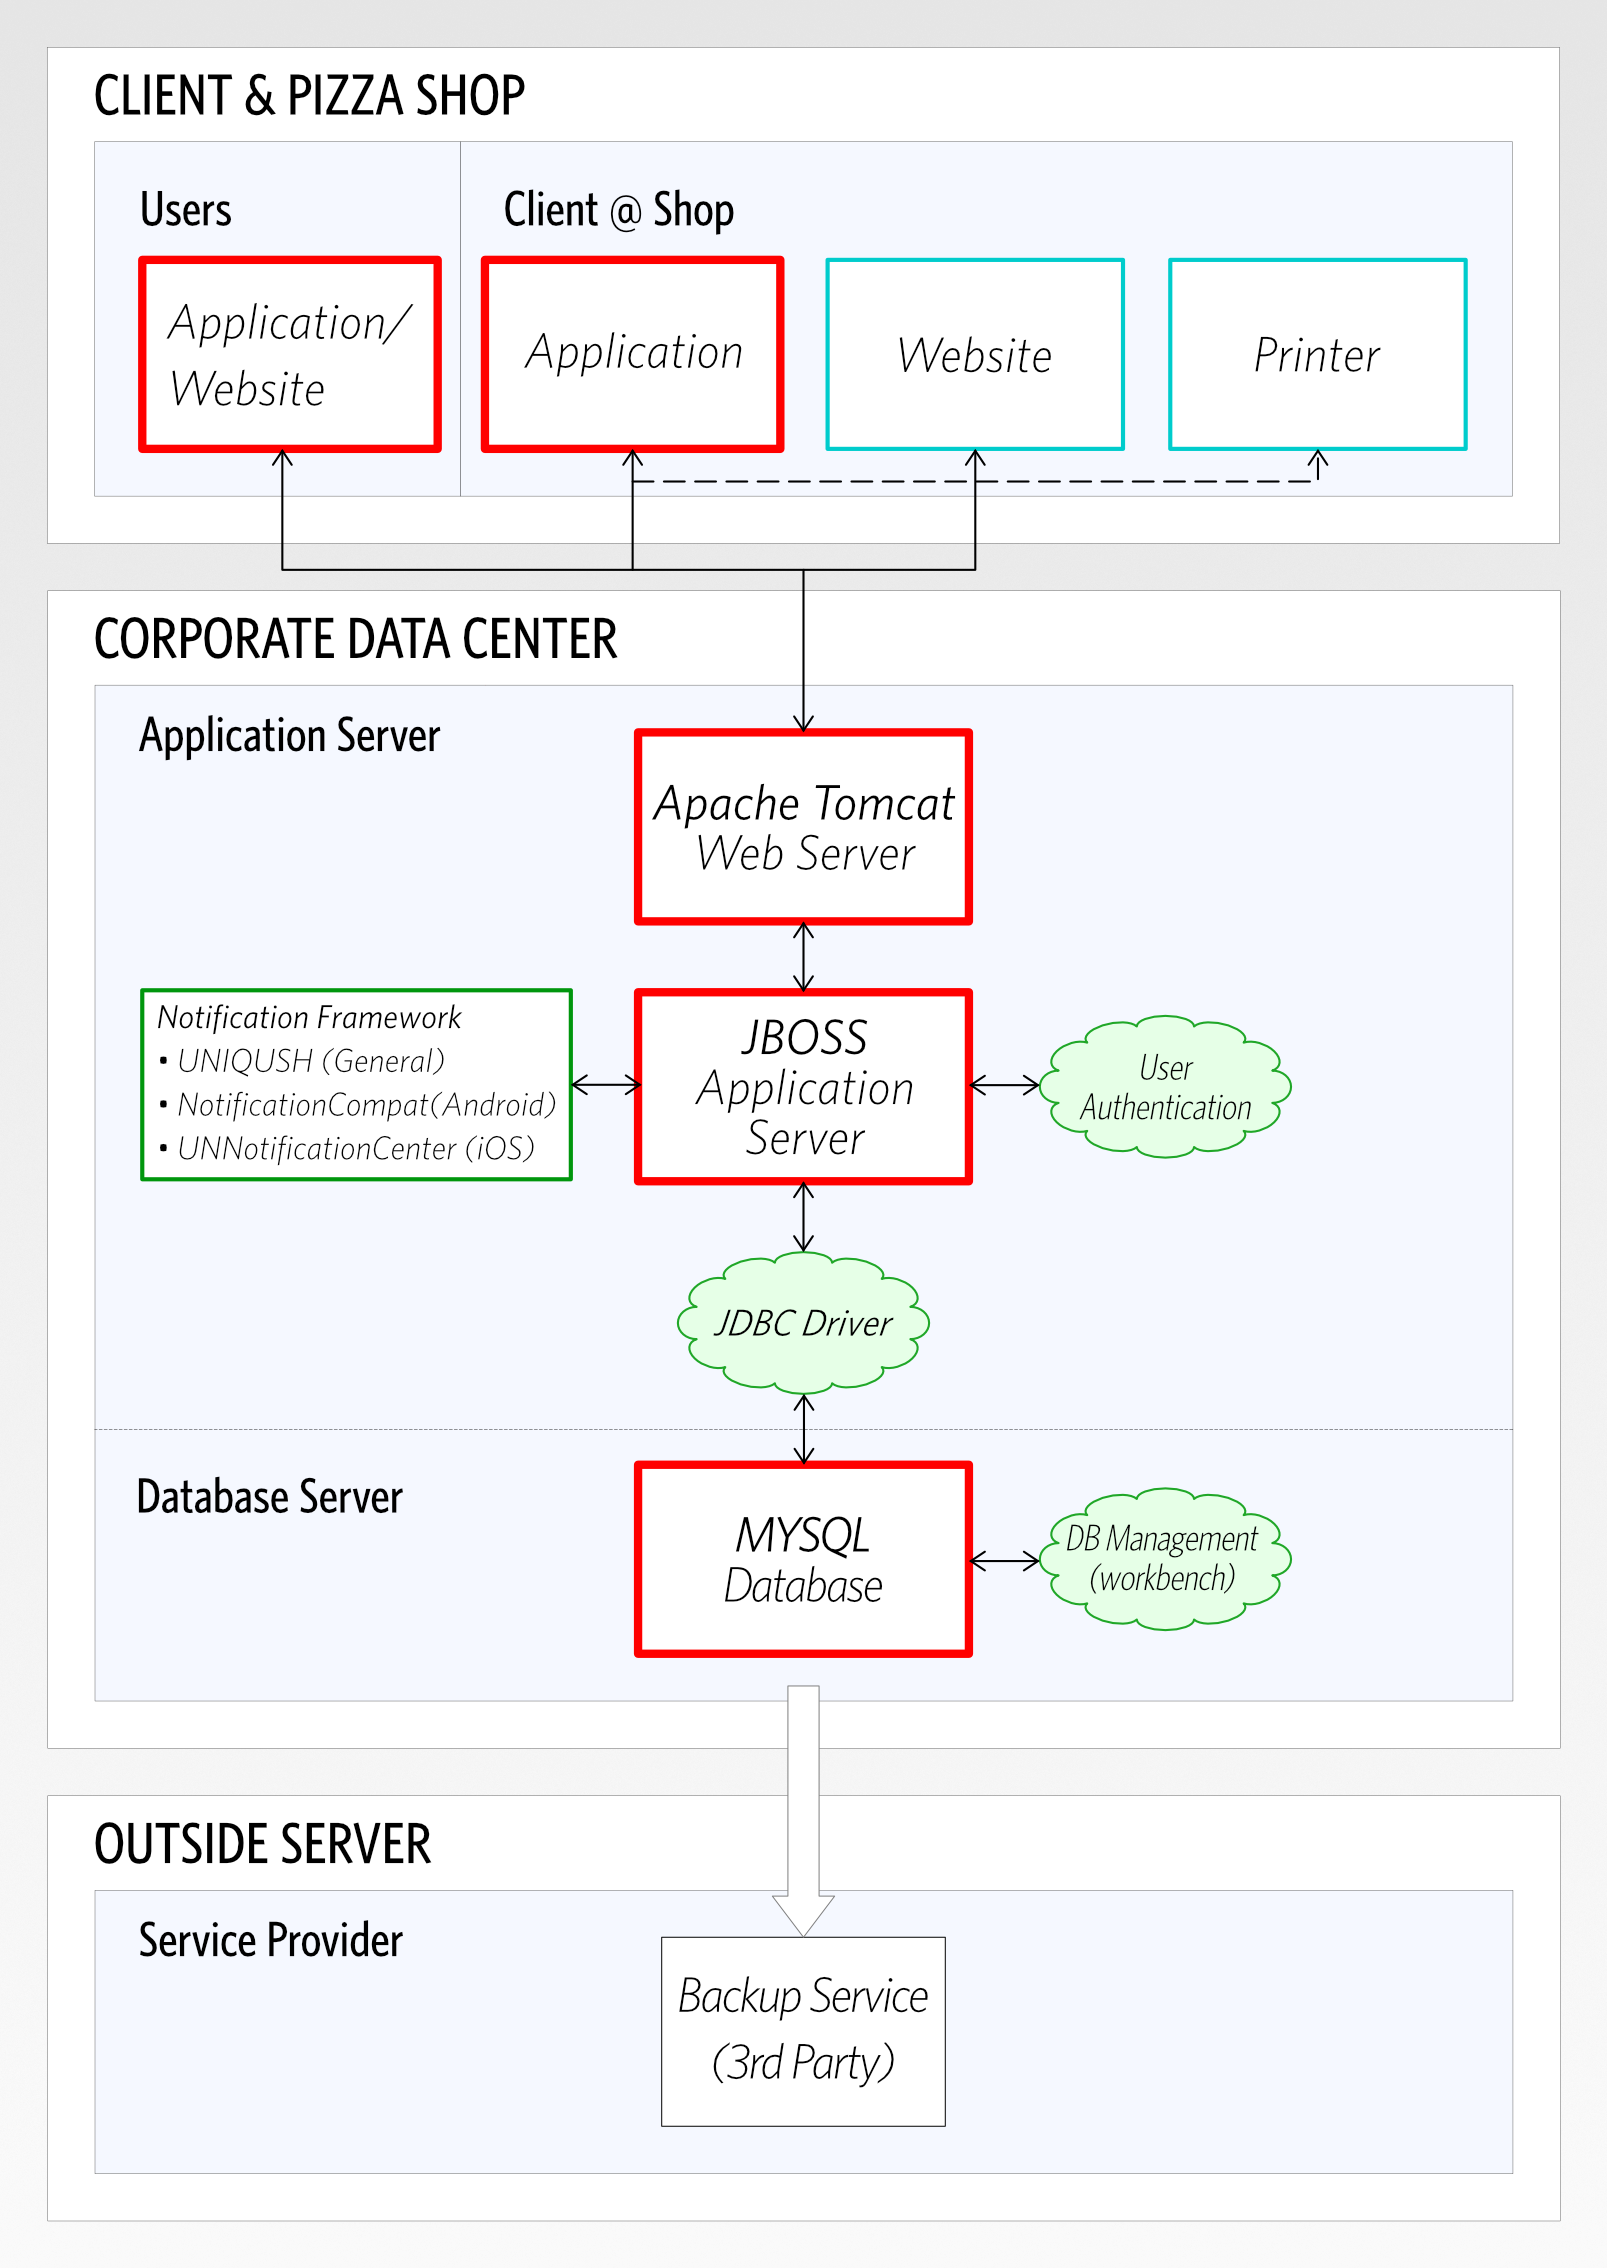 CLIENT & PIZZA SHOP
Users
Client @ Shop
Application/
Website
Application
Website
Printer
CORPORATE DATA CENTER
Application Server
Apache Tomcat
Web Server
Notification Framework
• UNIQUSH (General)
• NotificationCompat(Android)
• UNNotificationCenter (iOS)
JBOSS
Application
Server
User
Authentication
JDBC Driver
Database Server
MYSQL
Database
DB Management
(workbench)
OUTSIDE SERVER
Service Provider
Backup Service
(3rd Party)